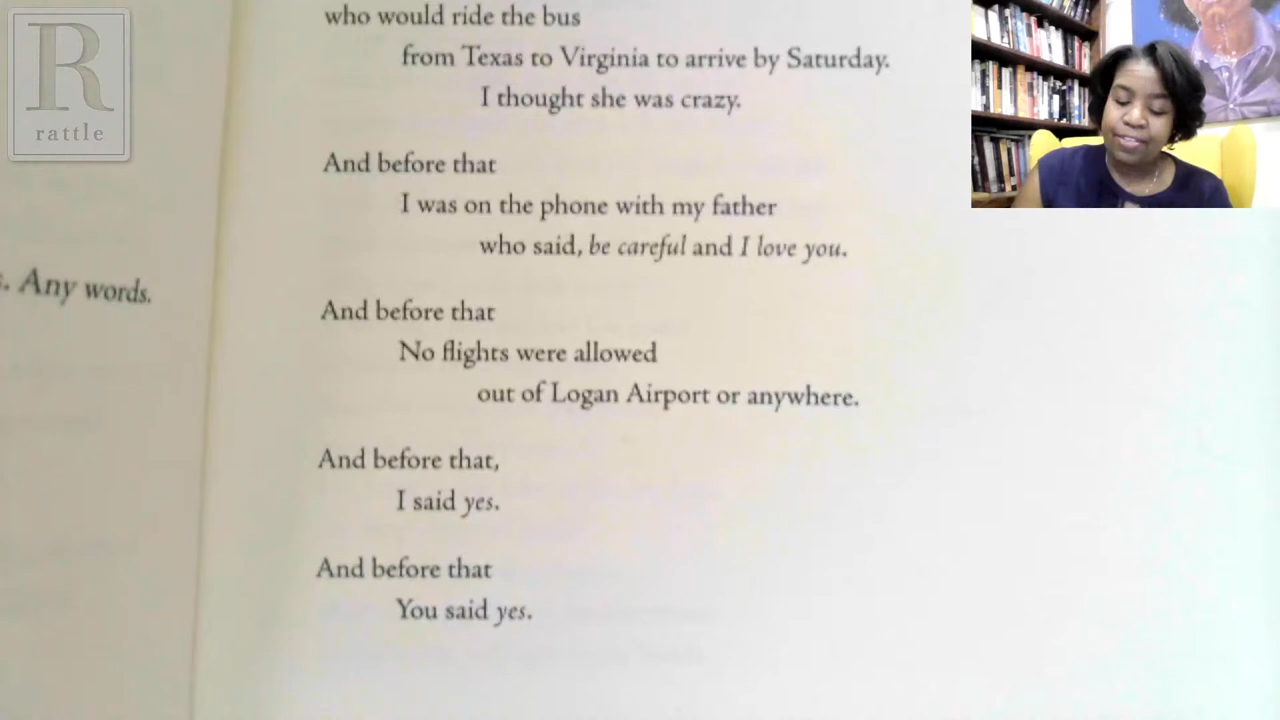 R
rattle
who would ride the bus
from Texas to Virginia to arrive by Saturday.
I thought she was crazy.
And before that
I was on the phone with my father
who said, be careful and I love you.
. Any words.
And before that
No flights were allowed
out of Logan Airport or anywhere.
And before that,
I said yes.
And before that
You said yes.